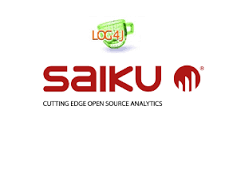 LOG4J
saiku ®
CUTTING EDGE OPEN SOURCE ANALYTICS